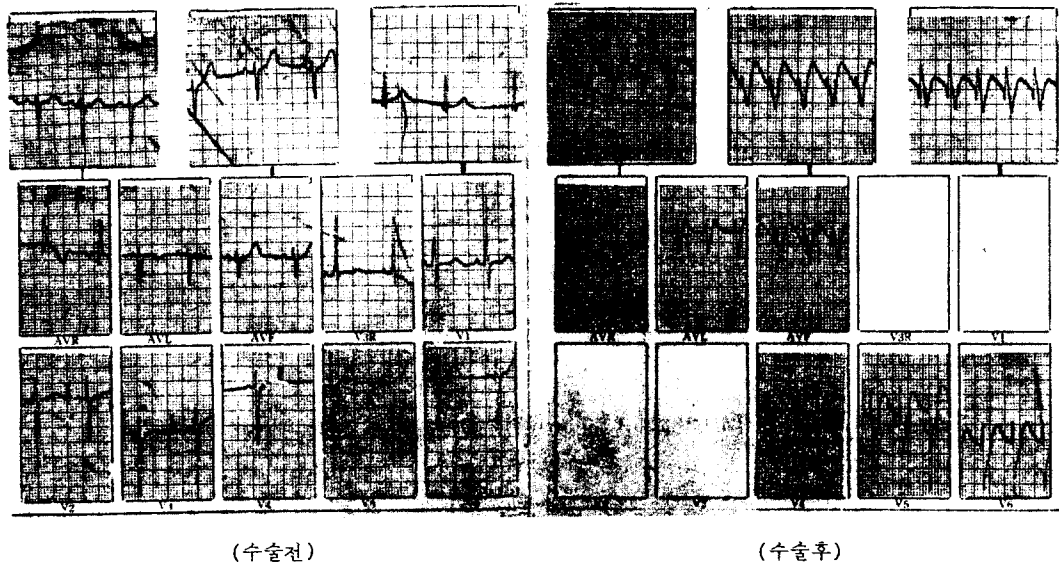 AVR AVL AVF V3R V1
AVR AVL AVF V3R V1
V2 V4
V5 V6
(수술전) (수술후)